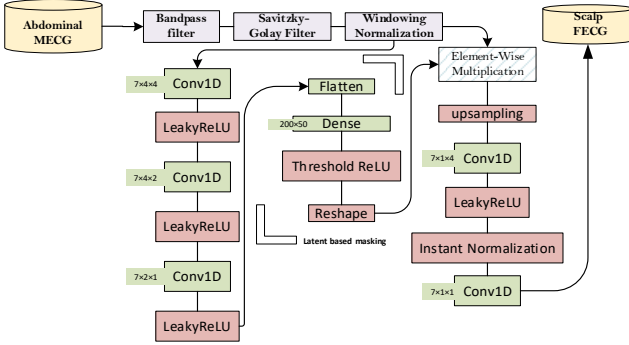 Abdominal
MECG
Bandpass
filter
Savitzky-
Golay Filter
Windowing
Normalization
Scalp
FECG
7×4×4
Conv1D
LeakyReLU
7×4×2
Conv1D
LeakyReLU
7×2×1
Conv1D
LeakyReLU
Flatten
200×50
Dense
Threshold ReLU
Reshape
Latent based masking
Element-Wise
Multiplication
upsampling
7×1×4
Conv1D
LeakyReLU
Instant Normalization
7×1×1
Conv1D